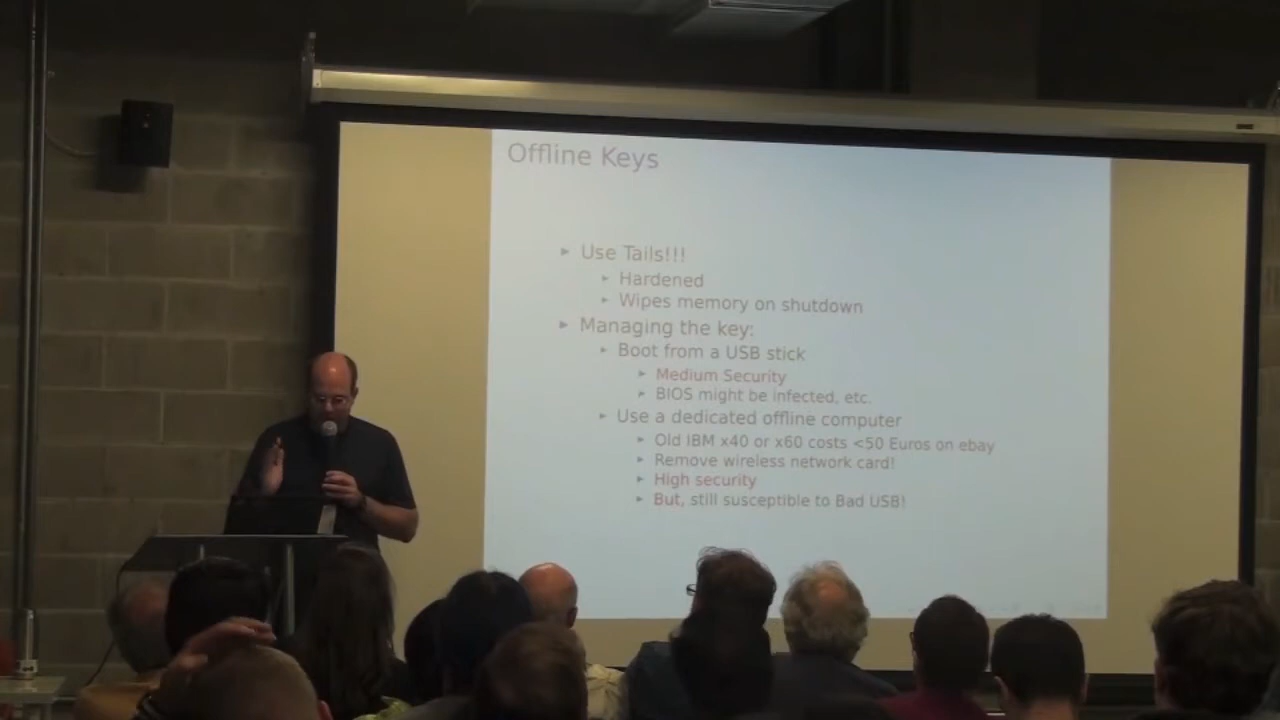 Offline Keys
Use Tails!!!
Hardened
Wipes memory on shutdown
Managing the key:
Boot from a USB stick
Medium Security
BIOS might be infected, etc.
Use a dedicated offline computer
Old IBM x40 or x60 costs <50 Euros on ebay
Remove wireless network card!
High security
But, still susceptible to Bad USB!